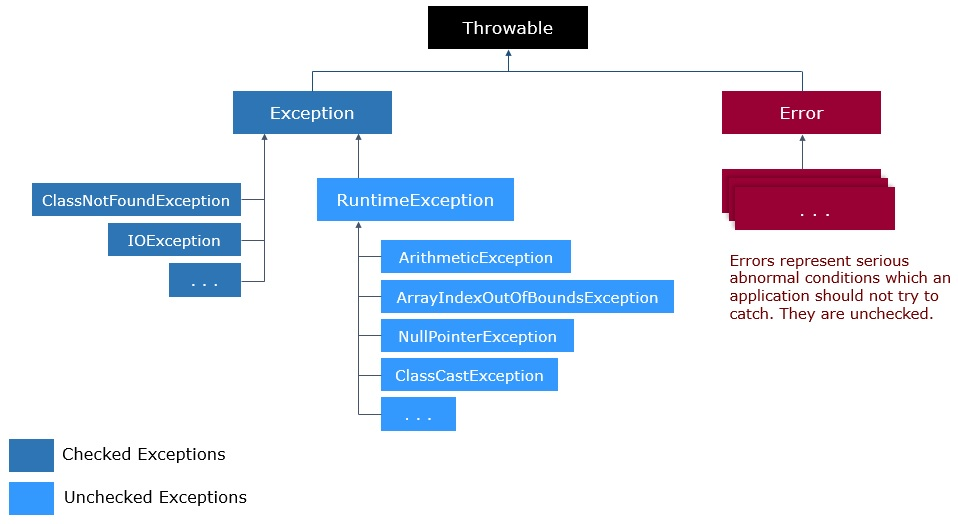 Throwable
Exception
Error
ClassNotFoundException
RuntimeException
IOException
. . .
ArithmeticException
ArrayIndexOutOfBoundsException
NullPointerException
ClassCastException
. . .
. . .
Errors represent serious
abnormal conditions which an
application should not try to
catch. They are unchecked.
Checked Exceptions
Unchecked Exceptions